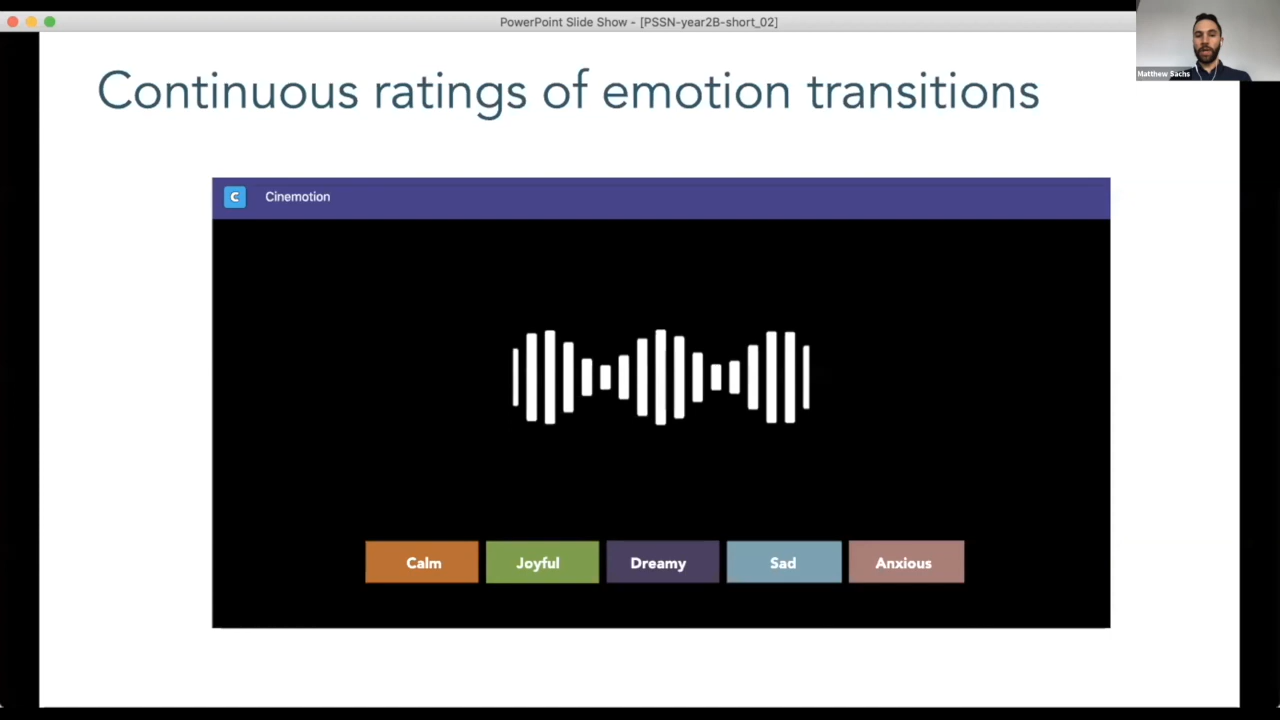 PowerPoint Slide Show - [PSSN-year2B-short_02]
Matthew Sachs
Continuous ratings of emotion transitions
C Cinemotion
Calm Joyful Dreamy Sad Anxious